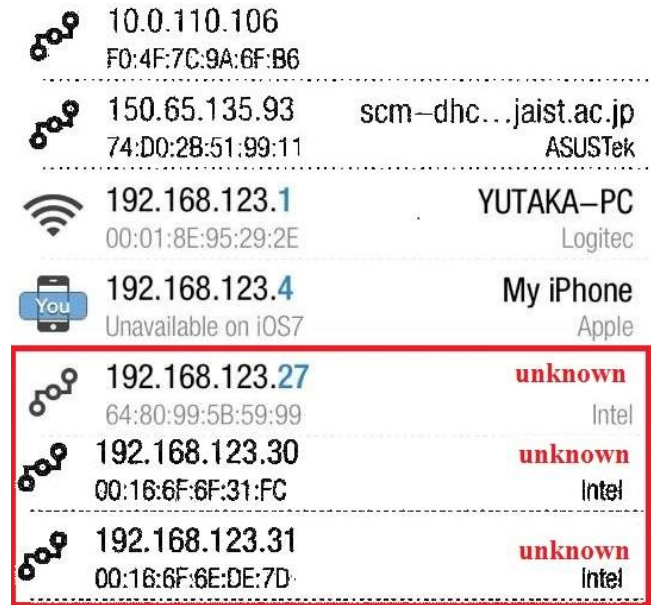 10.0.110.106
F0:4F:7C:9A:6F:B6
150.65.135.93 scm-dhc...jaist.ac.jp
74:D0:2B:51:99:11 ASUSTek
192.168.123.1 YUTAKA-PC
00:01:8E:95:29:2E Logitec
You 192.168.123.4 My iPhone
Unavailable on iOS7 Apple
192.168.123.27 unknown
64:80:99:5B:59:99 Intel
192.168.123.30 unknown
00:16:6F:6F:31:FC Intel
192.168.123.31 unknown
00:16:6F:6E:DE:7D Intel